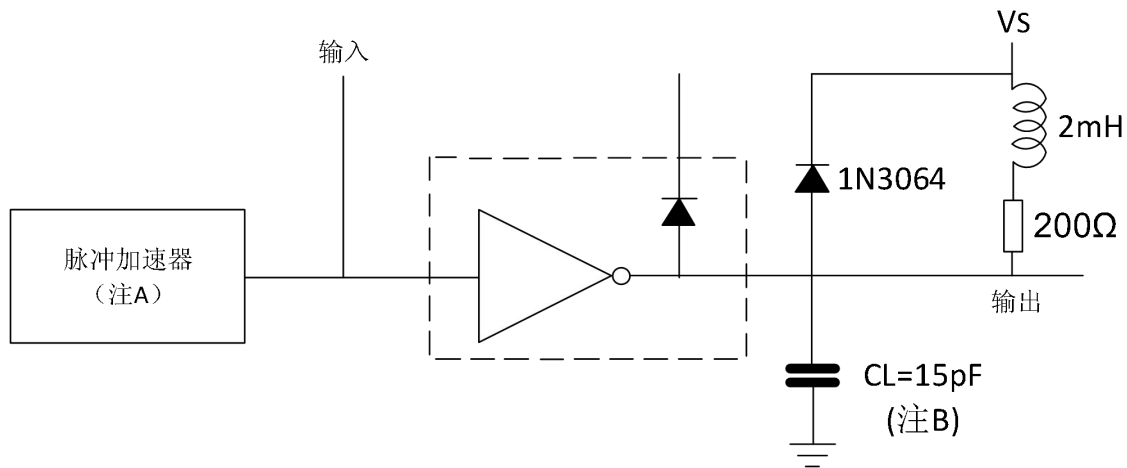 VS
输入
2mH
1N3064
200Ω
脉冲加速器
（注A）
输出
CL=15pF
(注B)